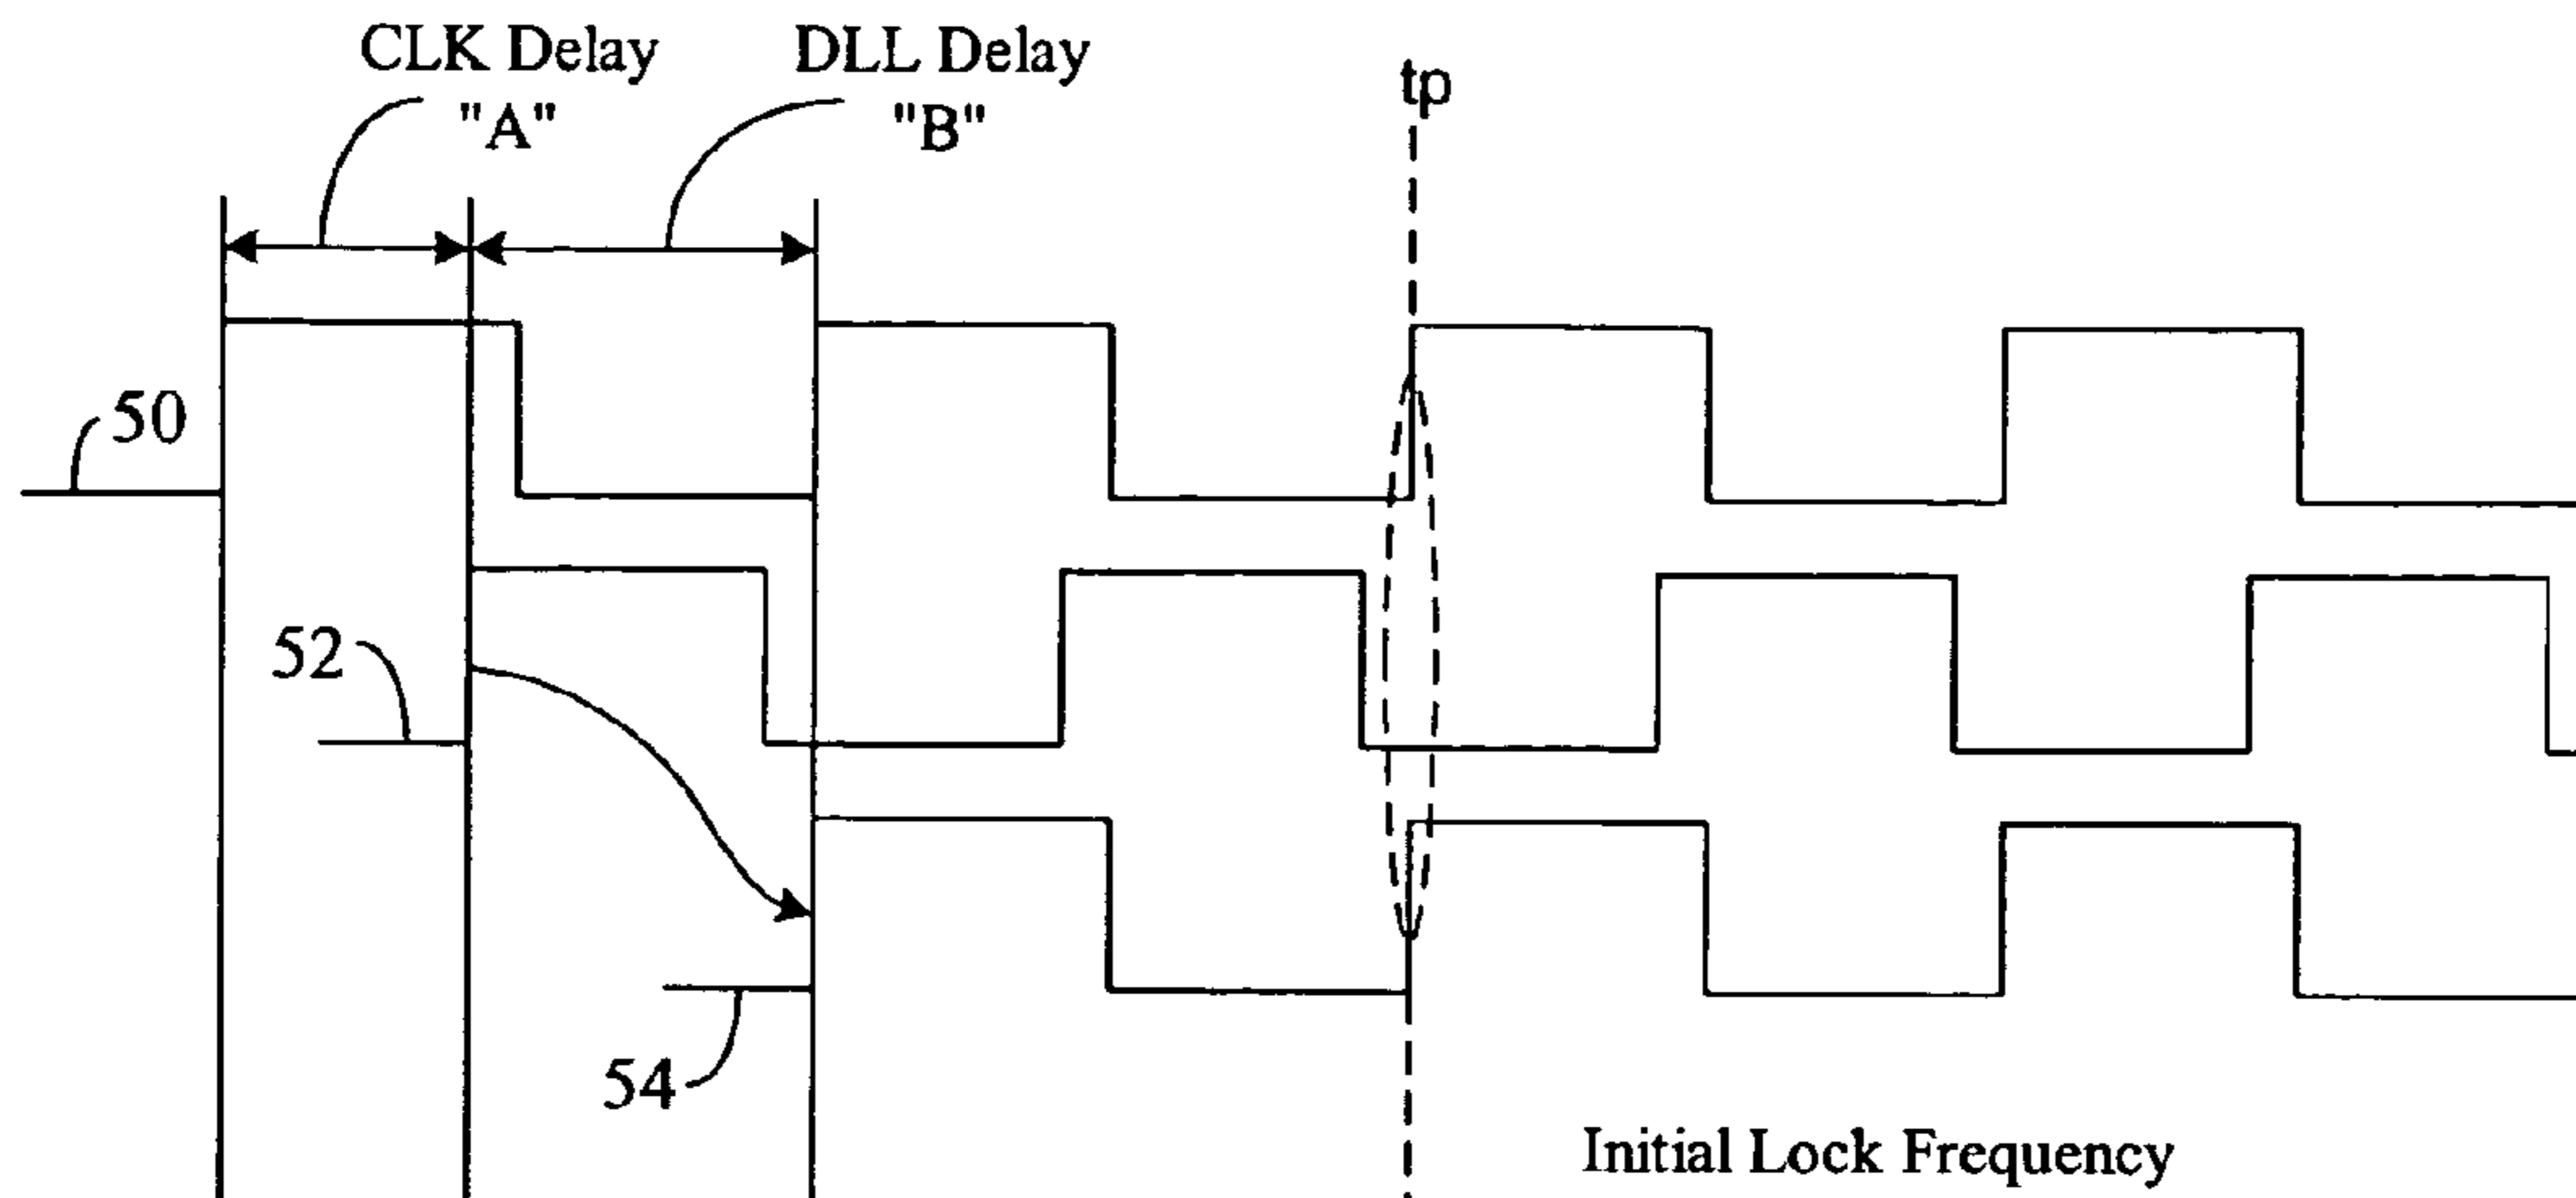 CLK Delay
"A"
DLL Delay
"B"
tp
50
52
54
Initial Lock Frequency